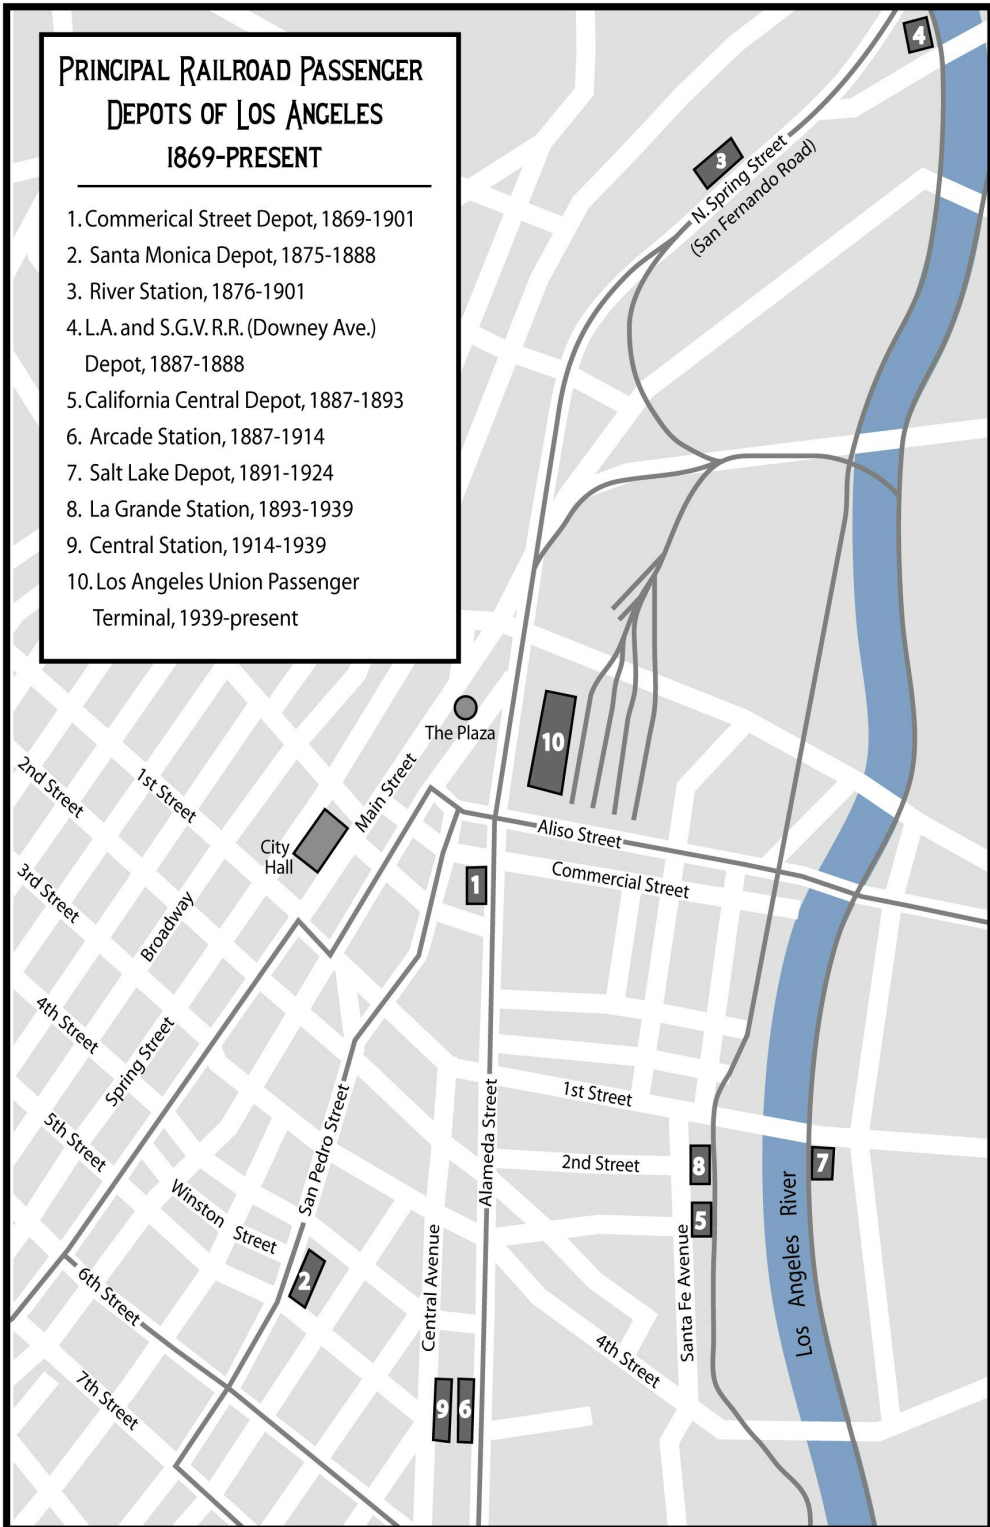 PRINCIPAL RAILROAD PASSENGER
DEPOTS OF LOS ANGELES
1869-PRESENT
1. Commerical Street Depot, 1869-1901
2. Santa Monica Depot, 1875-1888
3. River Station, 1876-1901
4. L.A. and S.G.V. R.R. (Downey Ave.)
Depot, 1887-1888
5. California Central Depot, 1887-1893
6. Arcade Station, 1887-1914
7. Salt Lake Depot, 1891-1924
8. La Grande Station, 1893-1939
9. Central Station, 1914-1939
10. Los Angeles Union Passenger
Terminal, 1939-present
4
3
N. Spring Street
(San Fernando Road)
The Plaza
10
2nd Street
1st Street
Main Street
City
Hall
Aliso Street
Commercial Street
1
3rd Street
Broadway
4th Street
Spring Street
5th Street
San Pedro Street
Alameda Street
1st Street
2nd Street
8
7
5
Winston Street
2
Central Avenue
Santa Fe Avenue
Los Angeles River
6th Street
4th Street
7th Street
9
6